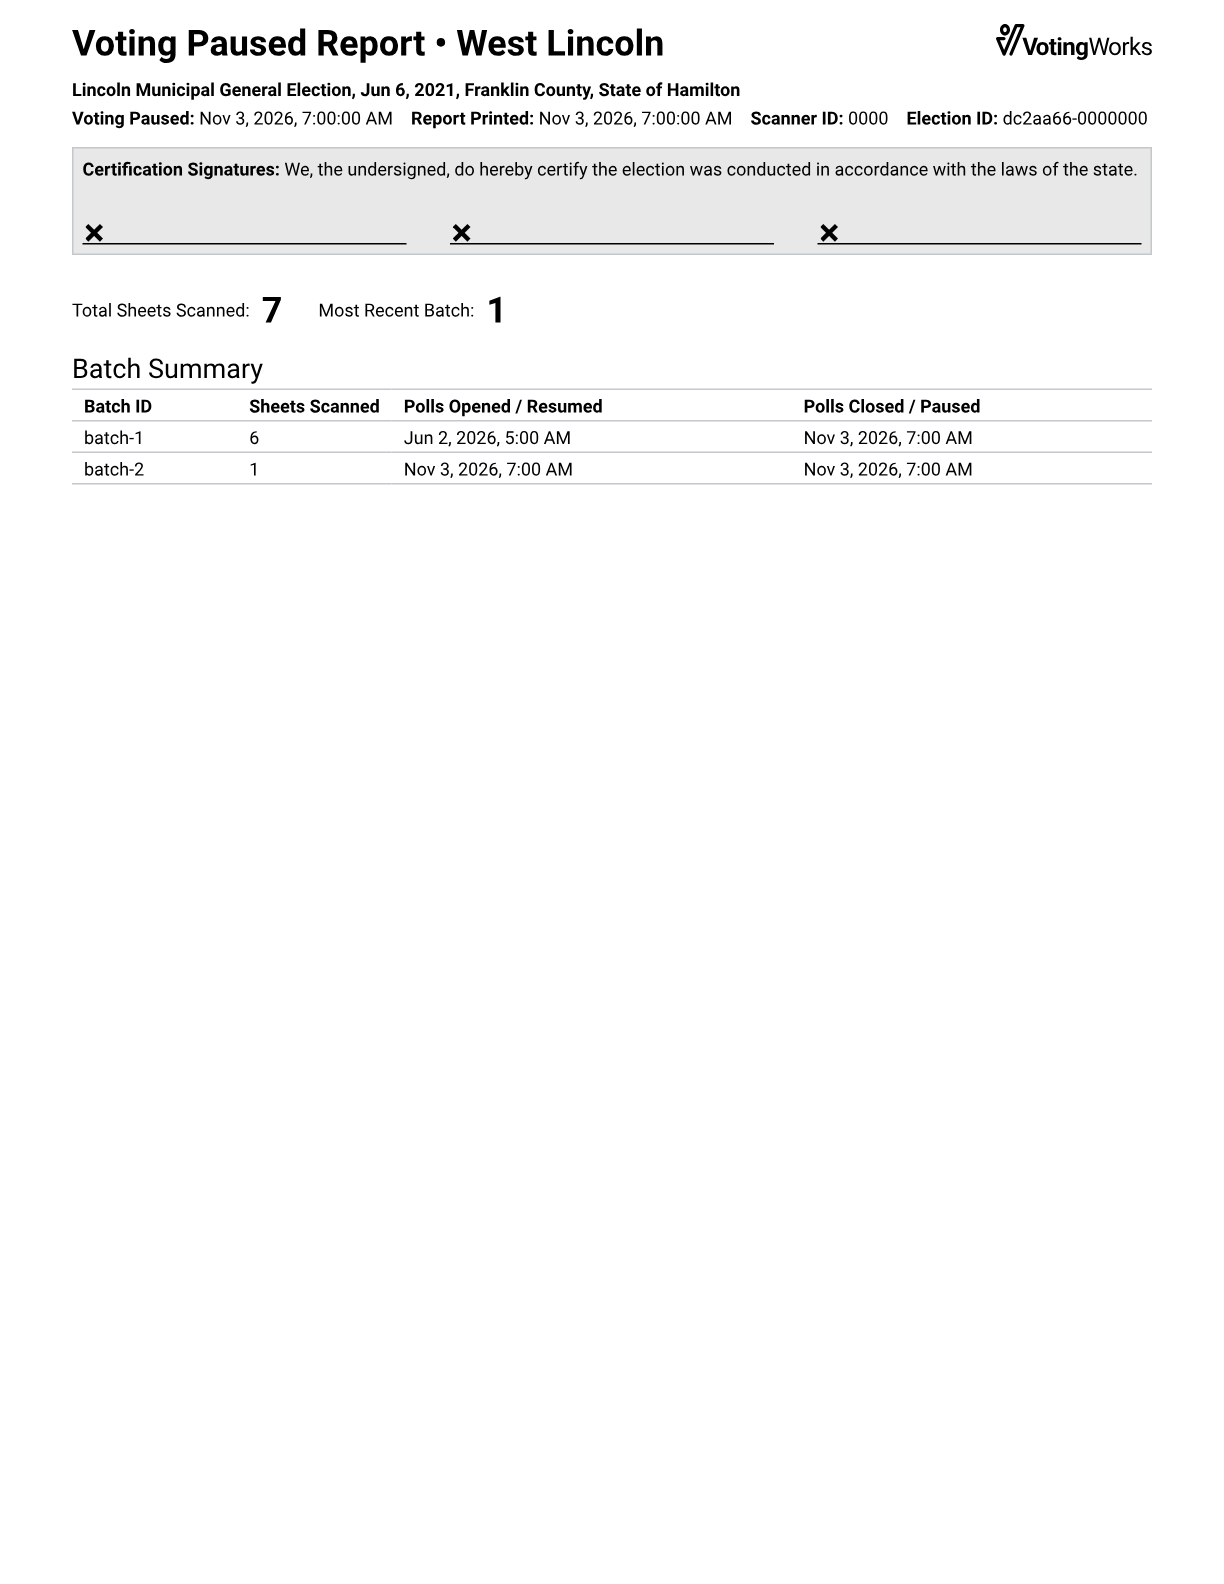 Voting Paused Report • West Lincoln
VotingWorks
Lincoln Municipal General Election, Jun 6, 2021, Franklin County, State of Hamilton
Voting Paused: Nov 3, 2026, 7:00:00 AM Report Printed: Nov 3, 2026, 7:00:00 AM Scanner ID: 0000 Election ID: dc2aa66-0000000
Certification Signatures: We, the undersigned, do hereby certify the election was conducted in accordance with the laws of the state.
Total Sheets Scanned: 7 Most Recent Batch: 1
Batch Summary
Batch ID Sheets Scanned Polls Opened / Resumed Polls Closed / Paused
batch-1 6 Jun 2, 2026, 5:00 AM Nov 3, 2026, 7:00 AM
batch-2 1 Nov 3, 2026, 7:00 AM Nov 3, 2026, 7:00 AM